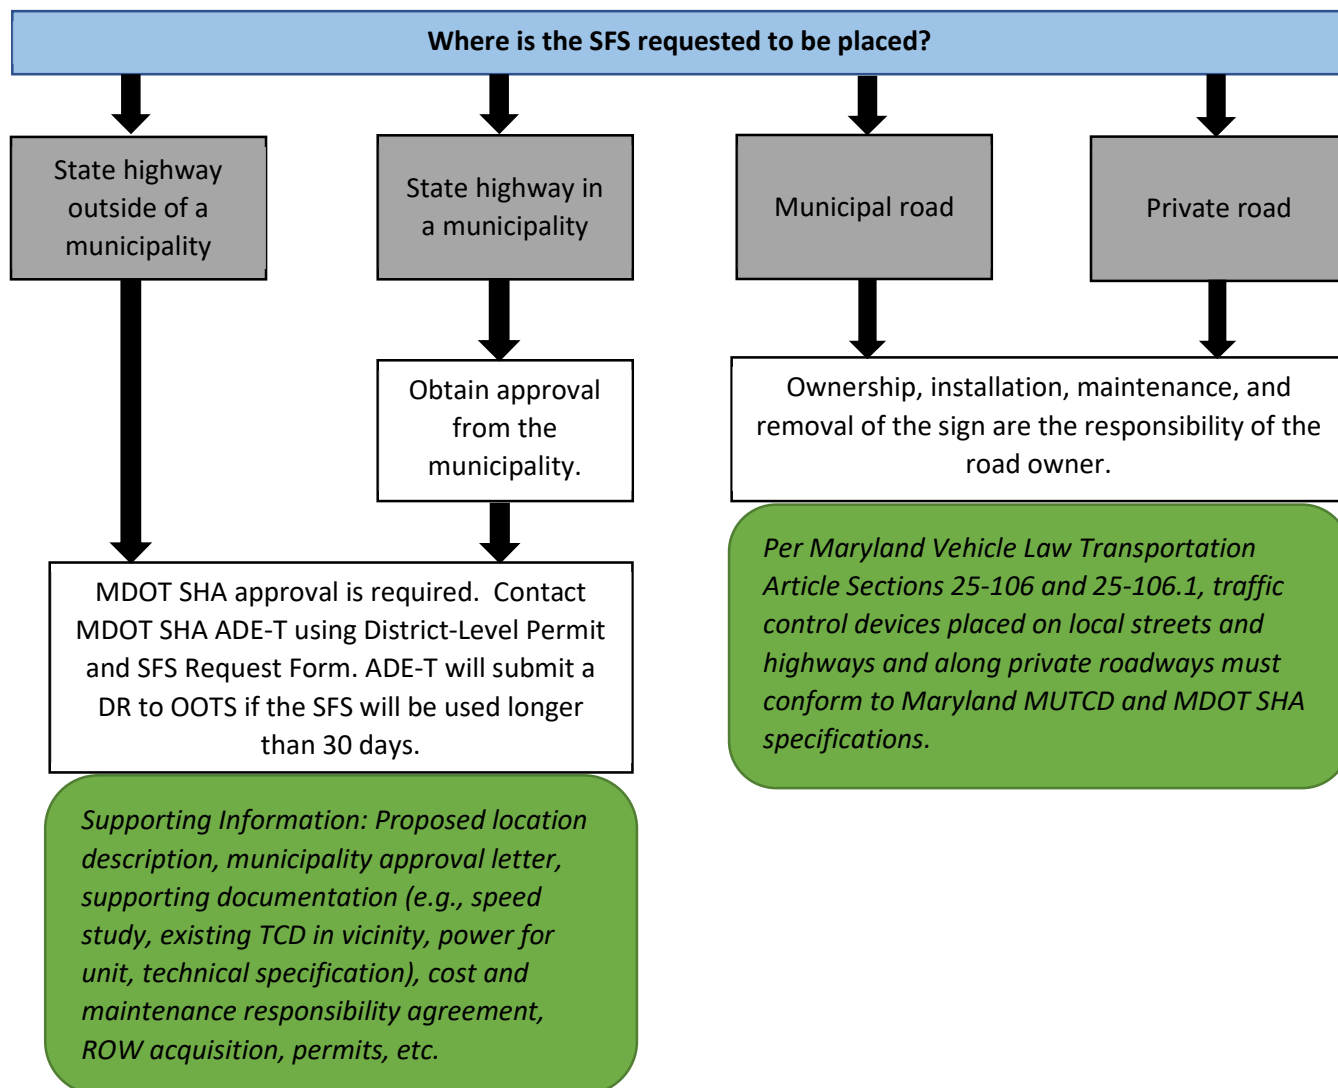 Where is the SFS requested to be placed?
State highway
outside of a
municipality
State highway in
a municipality
Municipal road
Private road
Obtain approval
from the
municipality.
Ownership, installation, maintenance, and
removal of the sign are the responsibility of the
road owner.
MDOT SHA approval is required.  Contact
MDOT SHA ADE-T using District-Level Permit
and SFS Request Form. ADE-T will submit a
DR to OOTS if the SFS will be used longer
than 30 days.
Per Maryland Vehicle Law Transportation
Article Sections 25-106 and 25-106.1, traffic
control devices placed on local streets and
highways and along private roadways must
conform to Maryland MUTCD and MDOT SHA
specifications.
Supporting Information: Proposed location
description, municipality approval letter,
supporting documentation (e.g., speed
study, existing TCD in vicinity, power for
unit, technical specification), cost and
maintenance responsibility agreement,
ROW acquisition, permits, etc.